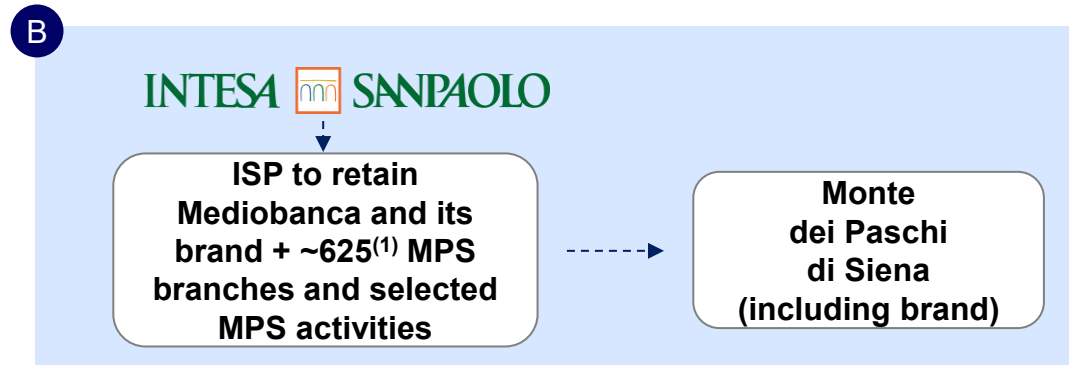 B
INTESA SANPAOLO
ISP to retain
Mediobanca and its
brand + ~625(1) MPS
branches and selected
MPS activities
Monte
dei Paschi
di Siena
(including brand)